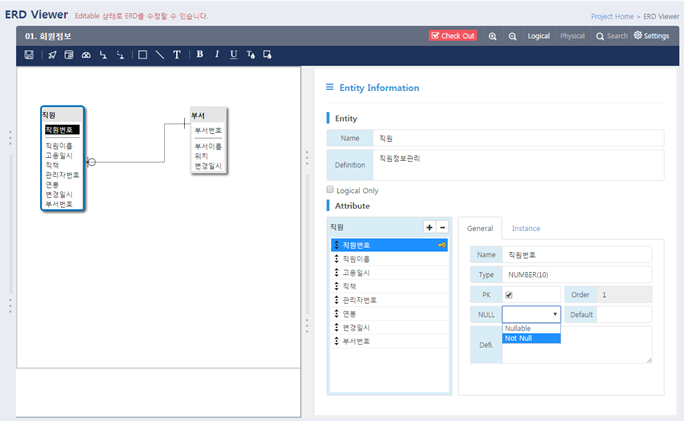 ERD Viewer Editable 상태로 ERD를 수정할 수 있습니다. Project Home > ERD Viewer
01. 회원정보 Check Out Logical Physical Search Settings
T B I U T
직원
직원번호
직원이름
고용일시
직책
관리자번호
연봉
변경일시
부서번호
부서
부서번호
부서이름
위치
변경일시
Entity Information
Entity
Name 직원
Definition 직원정보관리
Logical Only
Attribute
직원 + -
직원번호
직원이름
고용일시
직책
관리자번호
연봉
변경일시
부서번호
General Instance
Name 직원번호
Type NUMBER(10)
PK Order 1
NULL Default
Nullable
Not Null
Defi.